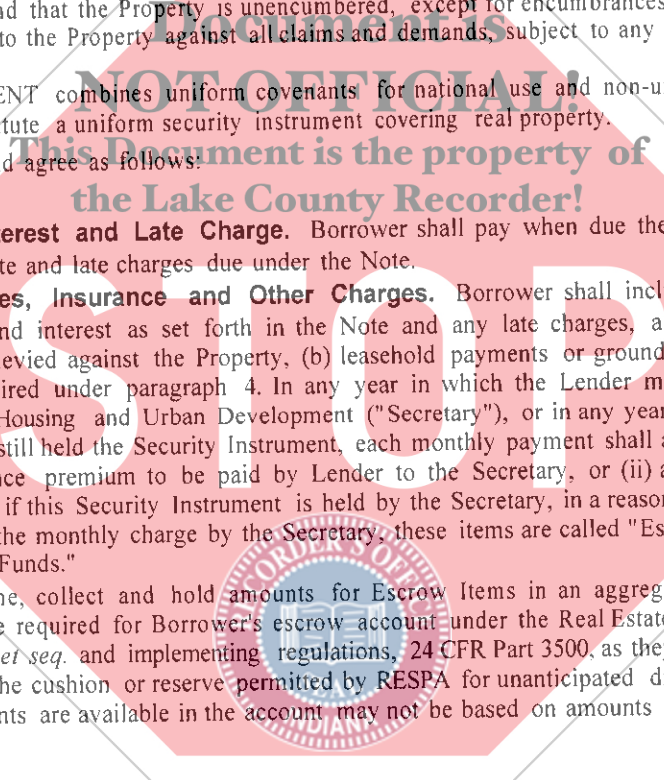 nd that the Property is unencumbered, except for encumbrances
Document is
to the Property against all claims and demands, subject to any
NOT OFFICIAL!
ENT combines uniform covenants for national use and non-u
tute a uniform security instrument covering real property.
This Document is the property of
d agree as follows:
the Lake County Recorder!
terest and Late Charge. Borrower shall pay when due the
te and late charges due under the Note.
es, Insurance and Other Charges. Borrower shall incl
nd interest as set forth in the Note and any late charges, a
levied against the Property, (b) leasehold payments or ground
STOP
ired under paragraph 4. In any year in which the Lender m
Housing and Urban Development ("Secretary"), or in any year
still held the Security Instrument, each monthly payment shall a
ce premium to be paid by Lender to the Secretary, or (ii) a
if this Security Instrument is held by the Secretary, in a reason
the monthly charge by the Secretary, these items are called "Es
Funds."
RECORDER'S OFFICE
ne, collect and hold amounts for Escrow Items in an aggreg
e required for Borrower's escrow account under the Real Estate
et seq. and implementing regulations, 24 CFR Part 3500, as they
he cushion or reserve permitted by RESPA for unanticipated d
SEAL
nts are available in the account may not be based on amounts
INDIANA